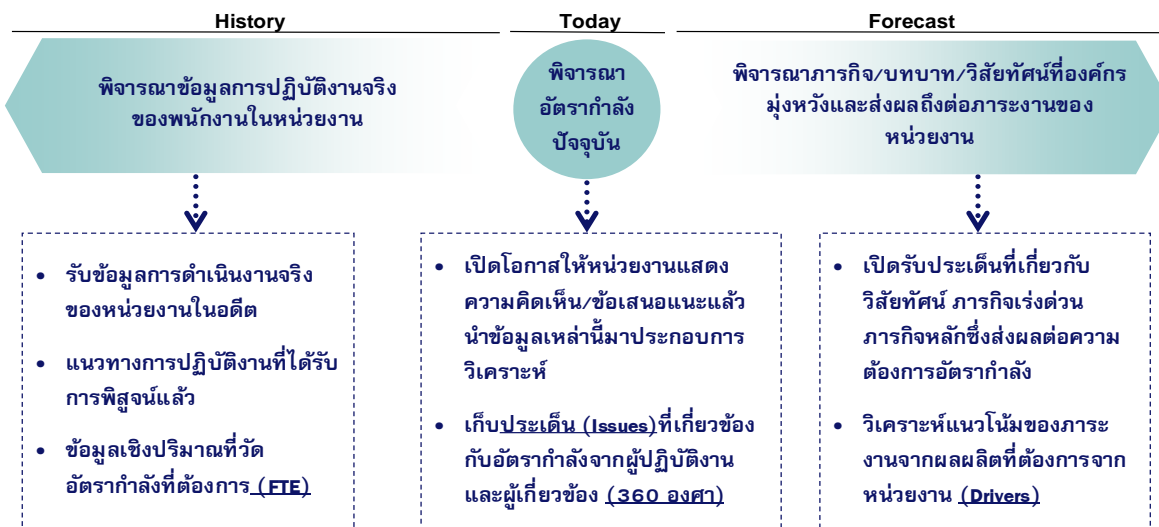 History
Today
Forecast
พิจารณาข้อมูลการปฏิบัติงานจริง
ของพนักงานในหน่วยงาน
พิจารณา
อัตรากำลัง
ปัจจุบัน
พิจารณาภารกิจ/บทบาท/วิสัยทัศน์ที่องค์กร
มุ่งหวังและส่งผลถึงต่อภาระงานของ
หน่วยงาน
• รับข้อมูลการดำเนินงานจริง
ของหน่วยงานในอดีต
• แนวทางการปฏิบัติงานที่ได้รับ
การพิสูจน์แล้ว
• ข้อมูลเชิงปริมาณที่วัด
อัตรากำลังที่ต้องการ (FTE)
• เปิดโอกาสให้หน่วยงานแสดง
ความคิดเห็น/ข้อเสนอแนะแล้ว
นำข้อมูลเหล่านี้มาประกอบการ
วิเคราะห์
• เก็บประเด็น (Issues)ที่เกี่ยวข้อง
กับอัตรากำลังจากผู้ปฏิบัติงาน
และผู้เกี่ยวข้อง (360 องศา)
• เปิดรับประเด็นที่เกี่ยวกับ
วิสัยทัศน์ ภารกิจเร่งด่วน
ภารกิจหลักซึ่งส่งผลต่อความ
ต้องการอัตรากำลัง
• วิเคราะห์แนวโน้มของภาระ
งานจากผลผลิตที่ต้องการจาก
หน่วยงาน (Drivers)